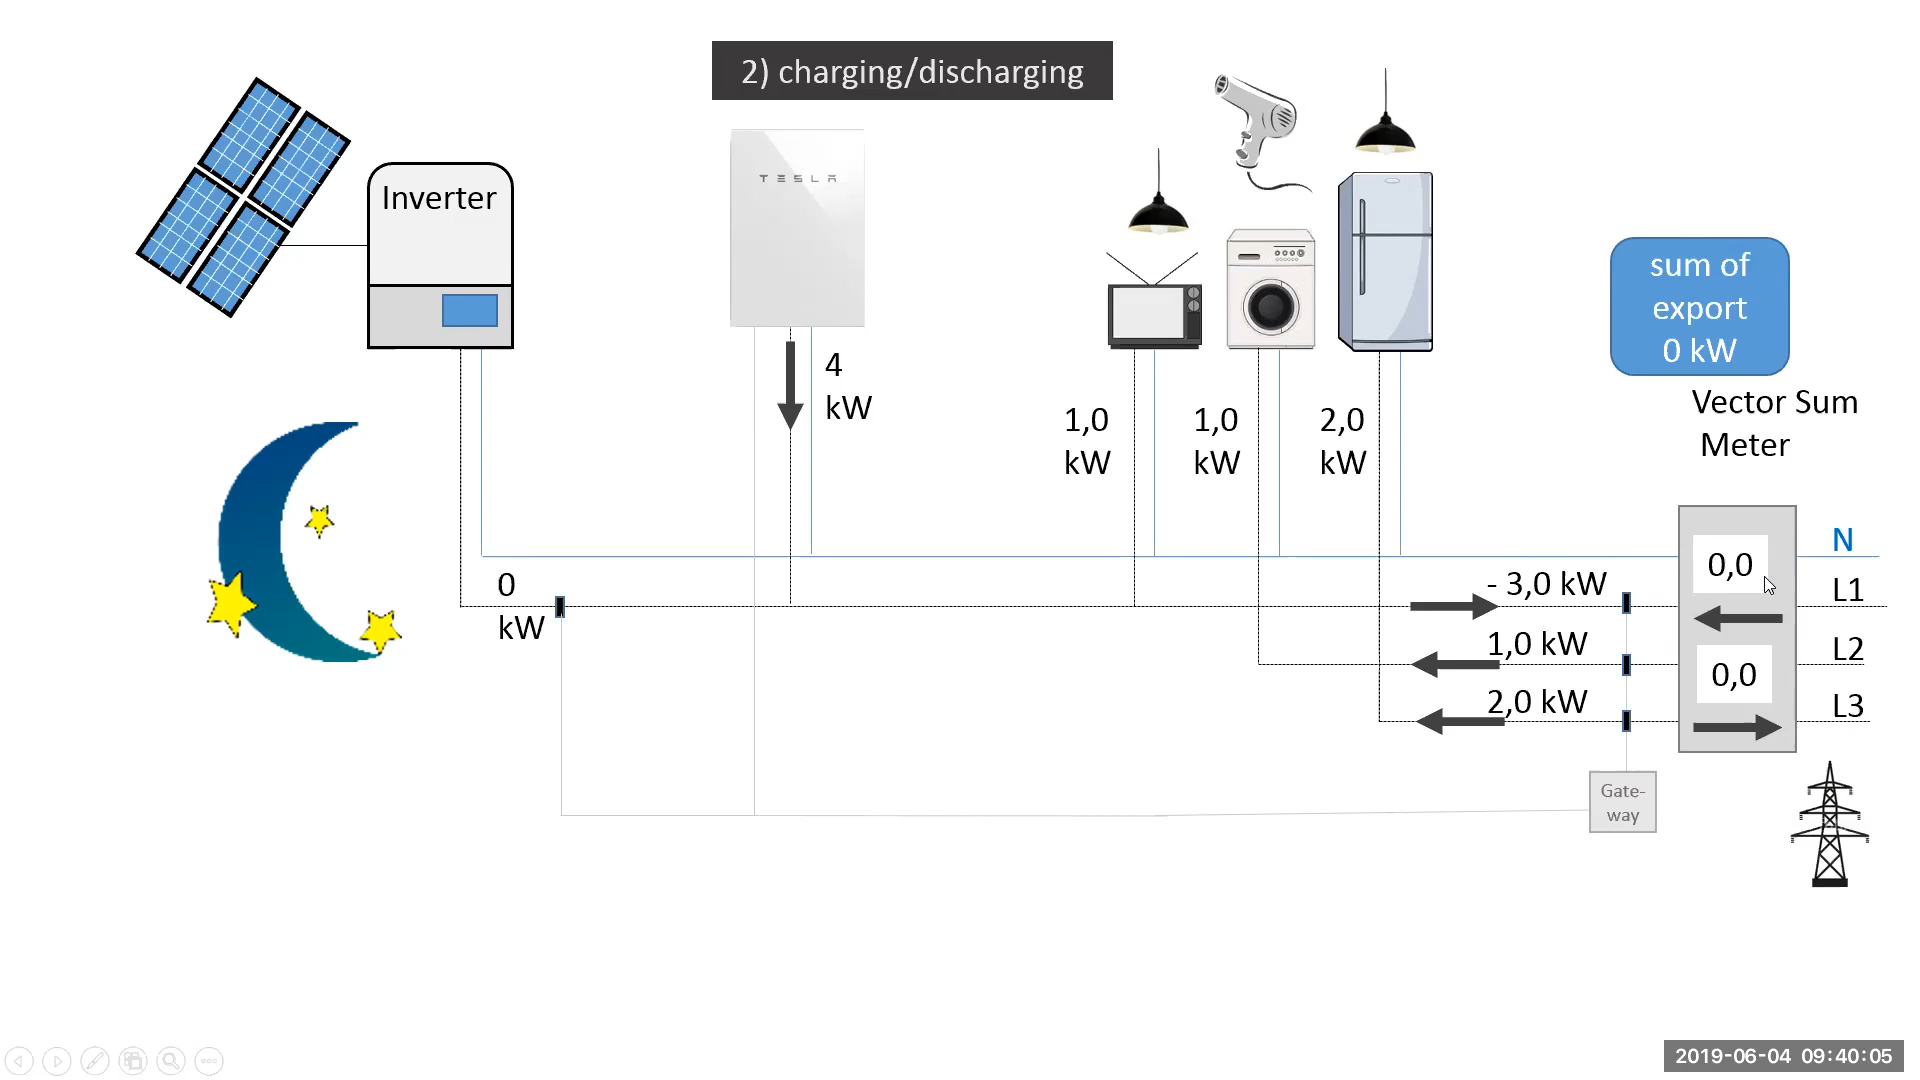 2) charging/discharging
Inverter
TESLA
sum of
export
0 kW
4
kW
Vector Sum
Meter
1,0
kW
1,0
kW
2,0
kW
N
0,0
0
kW
- 3,0 kW
L1
1,0 kW
L2
0,0
2,0 kW
L3
Gate-
way
2019-06-04 09:40:05